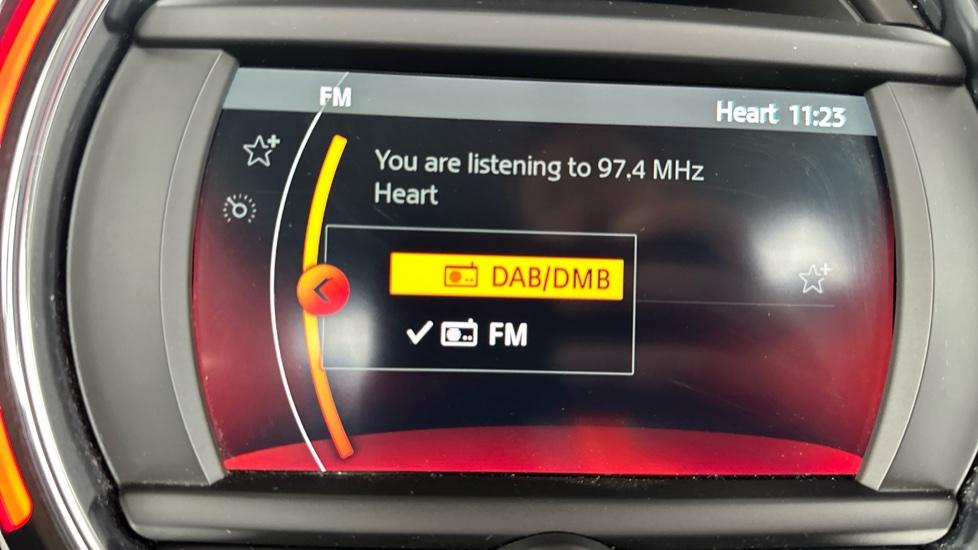 FM
Heart 11:23
You are listening to 97.4 MHz
Heart
DAB/DMB
FM